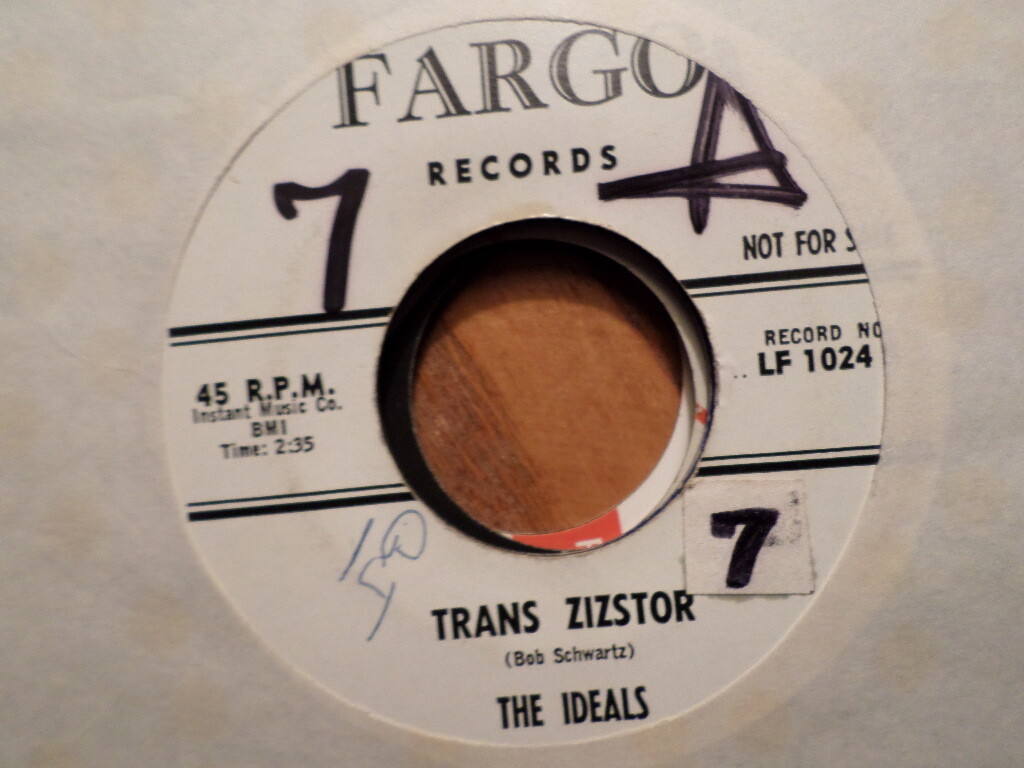 FARGO
RECORDS
7
A
NOT FOR S
RECORD NO
.. LF 1024
45 R.P.M.
Instant Music Co.
BMI
Time: 2:35
7
TRANS ZIZSTOR
(Bob Schwartz)
THE IDEALS